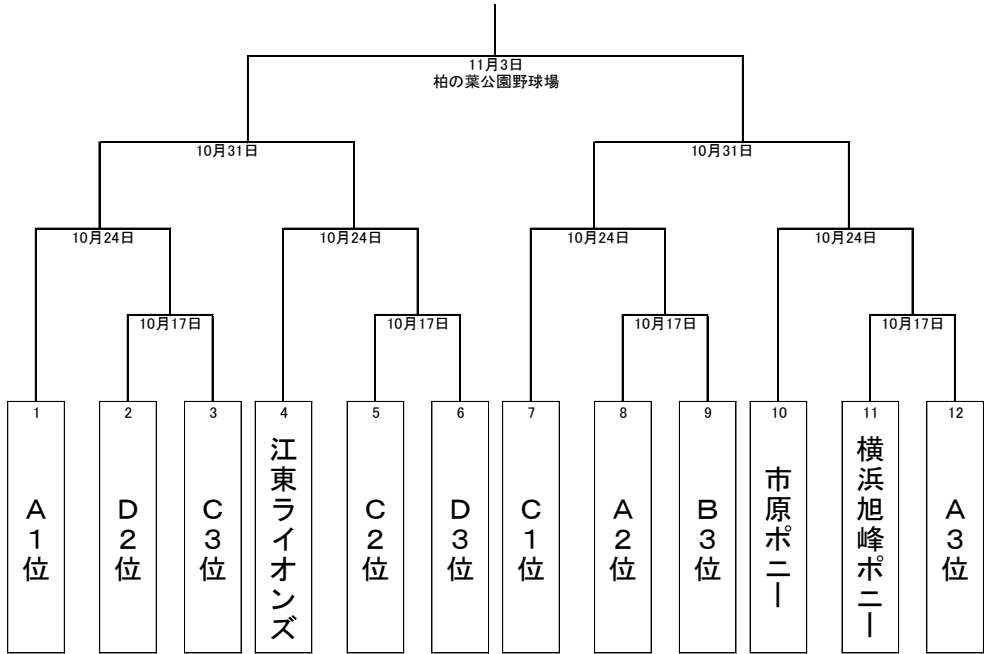 11月3日
柏の葉公園野球場
10月31日
10月31日
10月24日
10月24日
10月24日
10月24日
10月17日
10月17日
10月17日
10月17日
1
2
3
4
5
6
7
8
9
10
11
12
A1位
D2位
C3位
江東ライオンズ
C2位
D3位
C1位
A2位
B3位
市原ポニー
横浜旭峰ポニー
A3位